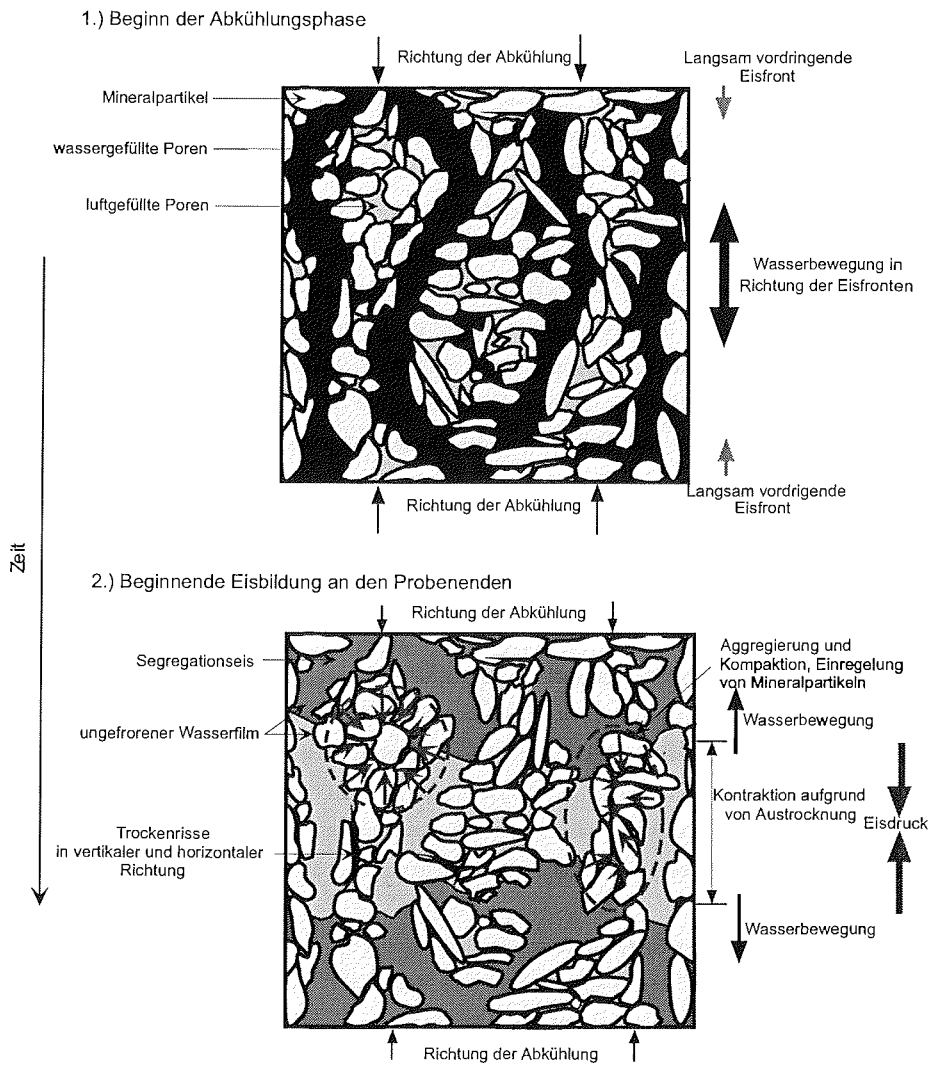 1.) Beginn der Abkühlungsphase
Richtung der Abkühlung
Langsam vordringende
Eisfront
Mineralpartikel
wassergefüllte Poren
luftgefüllte Poren
Wasserbewegung in
Richtung der Eisfronten
Richtung der Abkühlung
Langsam vordrigende
Eisfront
Zeit
2.) Beginnende Eisbildung an den Probenenden
Richtung der Abkühlung
Segregationseis
Aggregierung und
Kompaktion, Einregelung
von Mineralpartikeln
ungefrorener Wasserfilm
Wasserbewegung
Kontraktion aufgrund
von Austrocknung
Eisdruck
Trockenrisse
in vertikaler und horizontaler
Richtung
Wasserbewegung
Richtung der Abkühlung